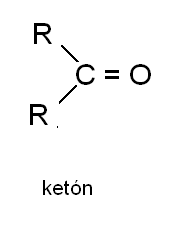 R
C = O
R
ketón